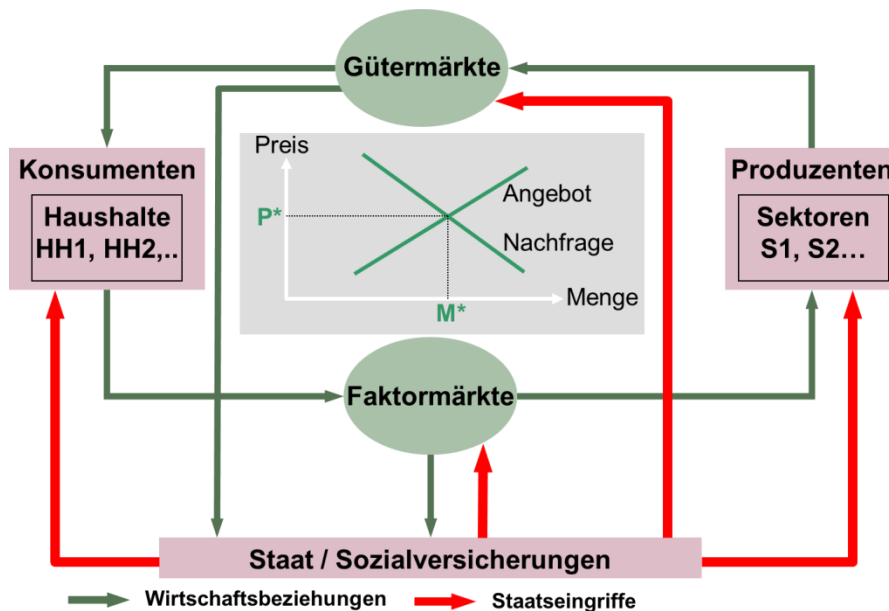 Gütermärkte
Konsumenten
Haushalte
HH1, HH2,..
Preis
P*
Angebot
Nachfrage
Menge
M*
Produzenten
Sektoren
S1, S2...
Faktormärkte
Staat / Sozialversicherungen
Wirtschaftsbeziehungen
Staatseingriffe